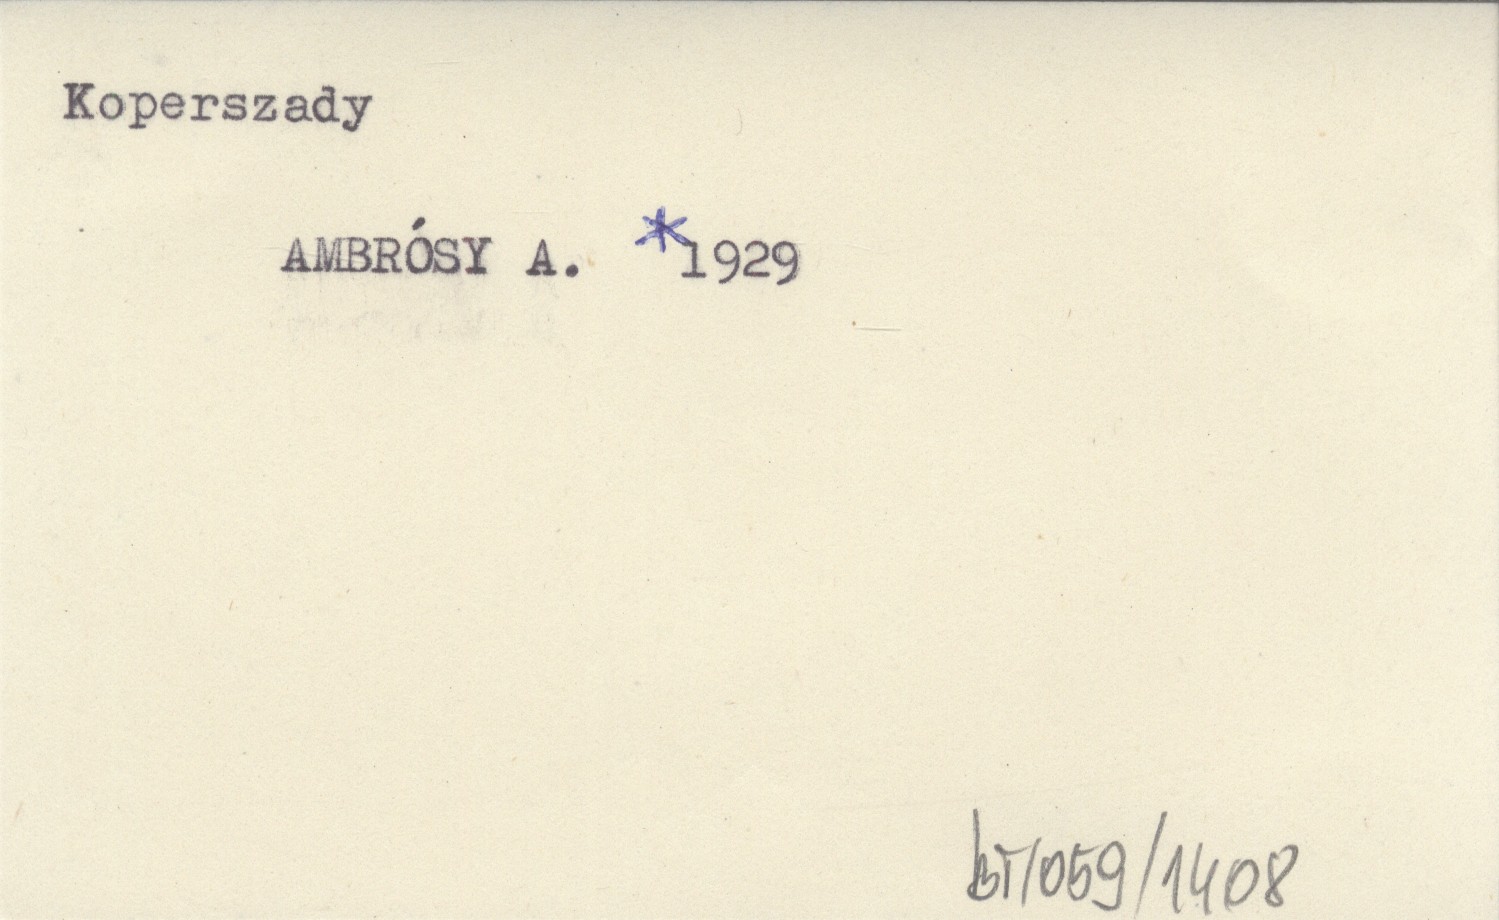 Koperszady
AMBRÓSY A. *1929
bT/059/1408